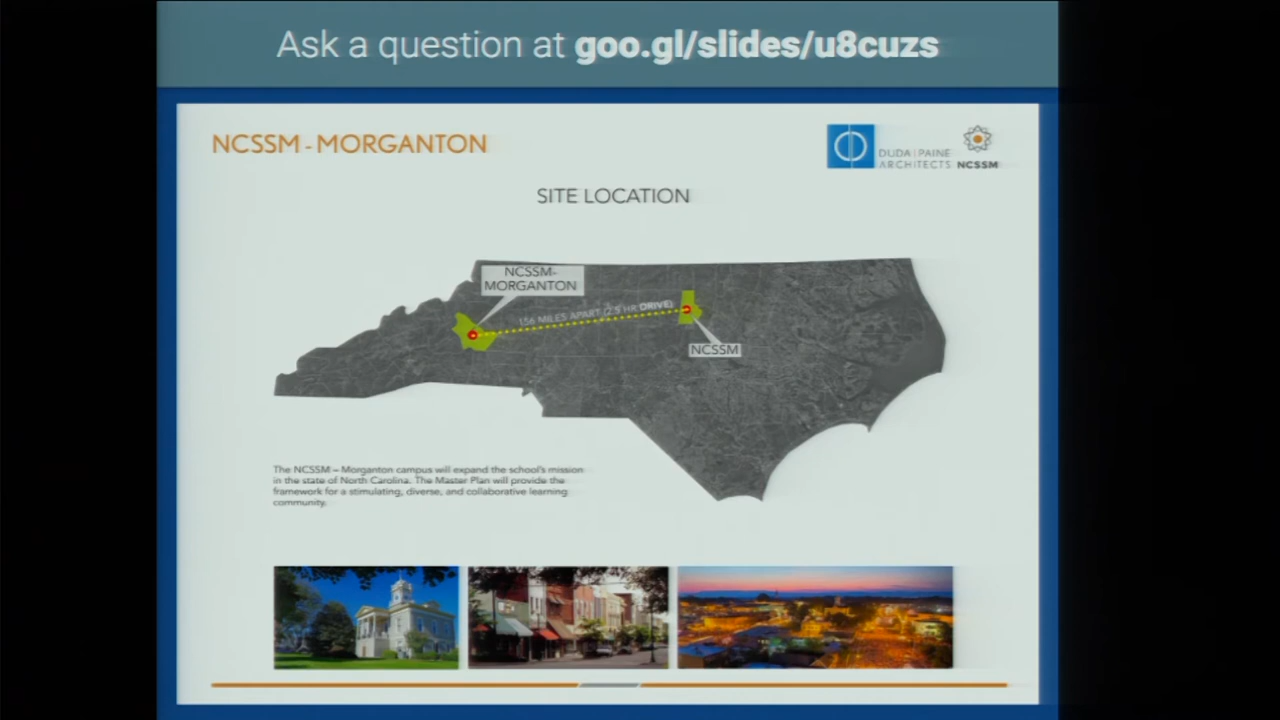 Ask a question at goo.gl/slides/u8cuzs
NCSSM - MORGANTON
DUDA | PAINE
ARCHITECTS
NCSSM
SITE LOCATION
NCSSM-
MORGANTON
156 MILES APART (2.5 HR DRIVE)
NCSSM
The NCSSM – Morganton campus will expand the school's mission
in the state of North Carolina. The Master Plan will provide the
framework for a stimulating, diverse, and collaborative learning
community.